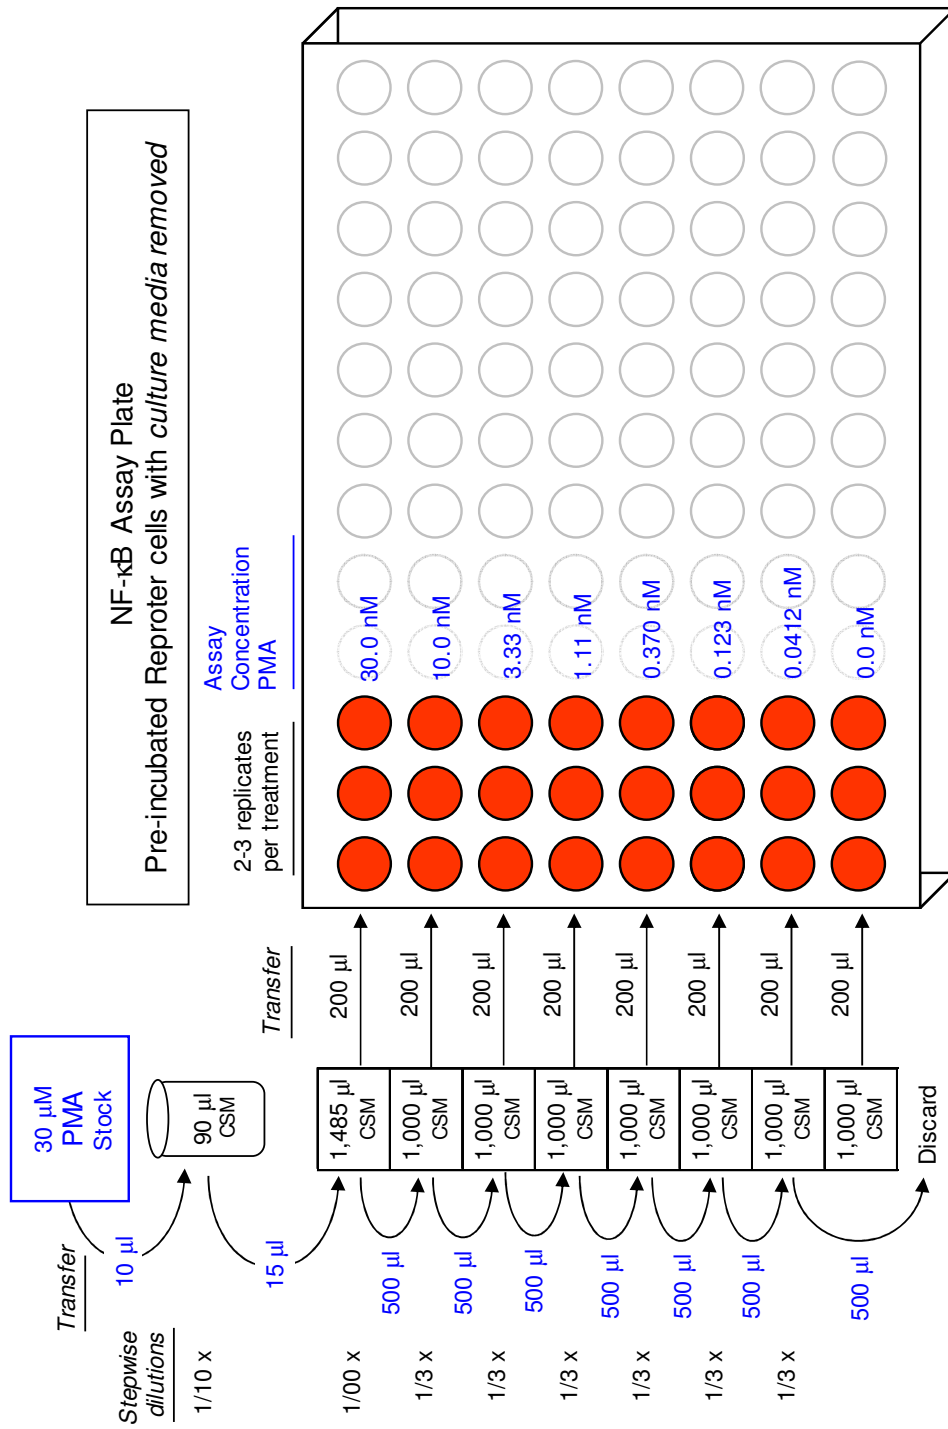 NF-κB Assay Plate
Pre-incubated Reproter cells with culture media removed
30 μM
PMA
Stock
Transfer
10 μl
90 μl
CSM
15 μl
Stepwise
dilutions
1/10 x
1/00 x
1/3 x
1/3 x
1/3 x
1/3 x
1/3 x
1/3 x
500 μl
500 μl
500 μl
500 μl
500 μl
500 μl
500 μl
1,485 μl
CSM
1,000 μl
CSM
1,000 μl
CSM
1,000 μl
CSM
1,000 μl
CSM
1,000 μl
CSM
1,000 μl
CSM
1,000 μl
CSM
Discard
Transfer
200 μl
200 μl
200 μl
200 μl
200 μl
200 μl
200 μl
200 μl
2-3 replicates
per treatment
Assay
Concentration
PMA
30.0 nM
10.0 nM
3.33 nM
1.11 nM
0.370 nM
0.123 nM
0.0412 nM
0.0 nM